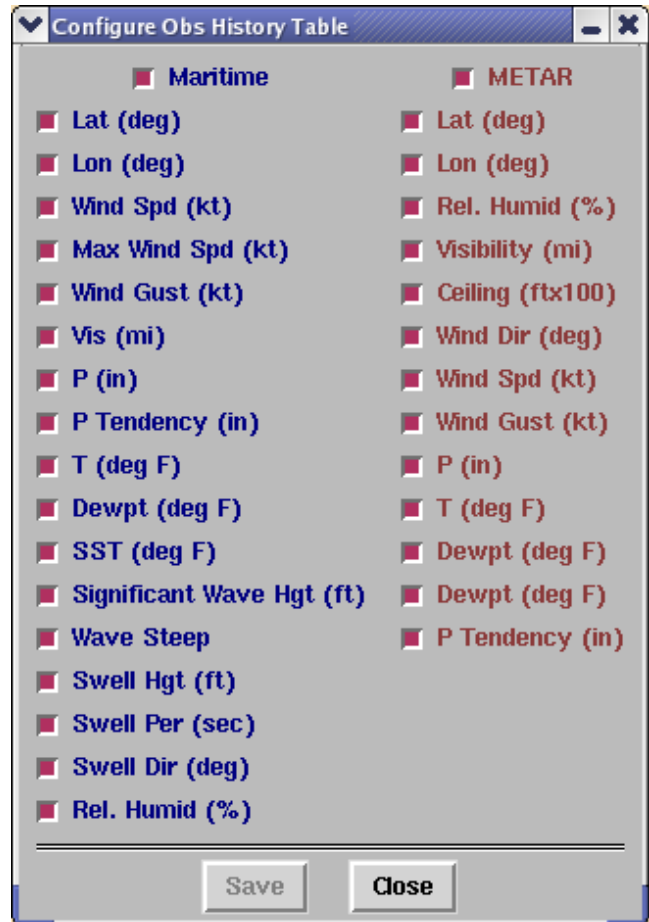 Configure Obs History Table
Maritime
Lat (deg)
Lon (deg)
Wind Spd (kt)
Max Wind Spd (kt)
Wind Gust (kt)
Vis (mi)
P (in)
P Tendency (in)
T (deg F)
Dewpt (deg F)
SST (deg F)
Significant Wave Hgt (ft)
Wave Steep
Swell Hgt (ft)
Swell Per (sec)
Swell Dir (deg)
Rel. Humid (%)
METAR
Lat (deg)
Lon (deg)
Rel. Humid (%)
Visibility (mi)
Ceiling (ftx100)
Wind Dir (deg)
Wind Spd (kt)
Wind Gust (kt)
P (in)
T (deg F)
Dewpt (deg F)
Dewpt (deg F)
P Tendency (in)
Save
Close